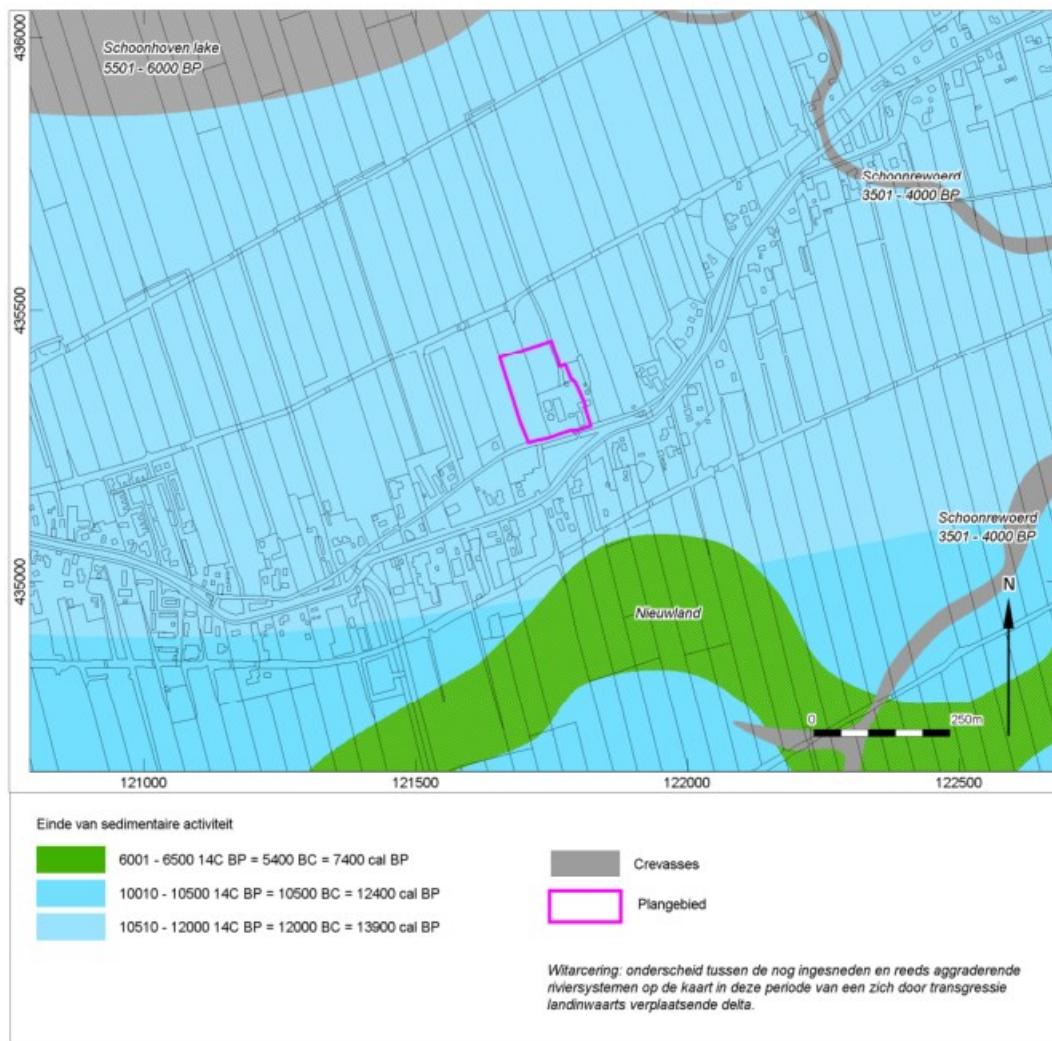 436000
Schoonhoven lake
5501 - 6000 BP
Schoonrewoerd
3501 - 4000 BP
435500
Schoonrewoerd
3501 - 4000 BP
435000
N
Nieuwland
0
250m
121000
121500
122000
122500
Einde van sedimentaire activiteit
6001 - 6500 14C BP = 5400 BC = 7400 cal BP
10010 - 10500 14C BP = 10500 BC = 12400 cal BP
10510 - 12000 14C BP = 12000 BC = 13900 cal BP
Crevasses
Plangebied
Witarcering: onderscheid tussen de nog ingesneden en reeds aggraderende
riviersystemen op de kaart in deze periode van een zich door transgressie
landinwaarts verplaatsende delta.